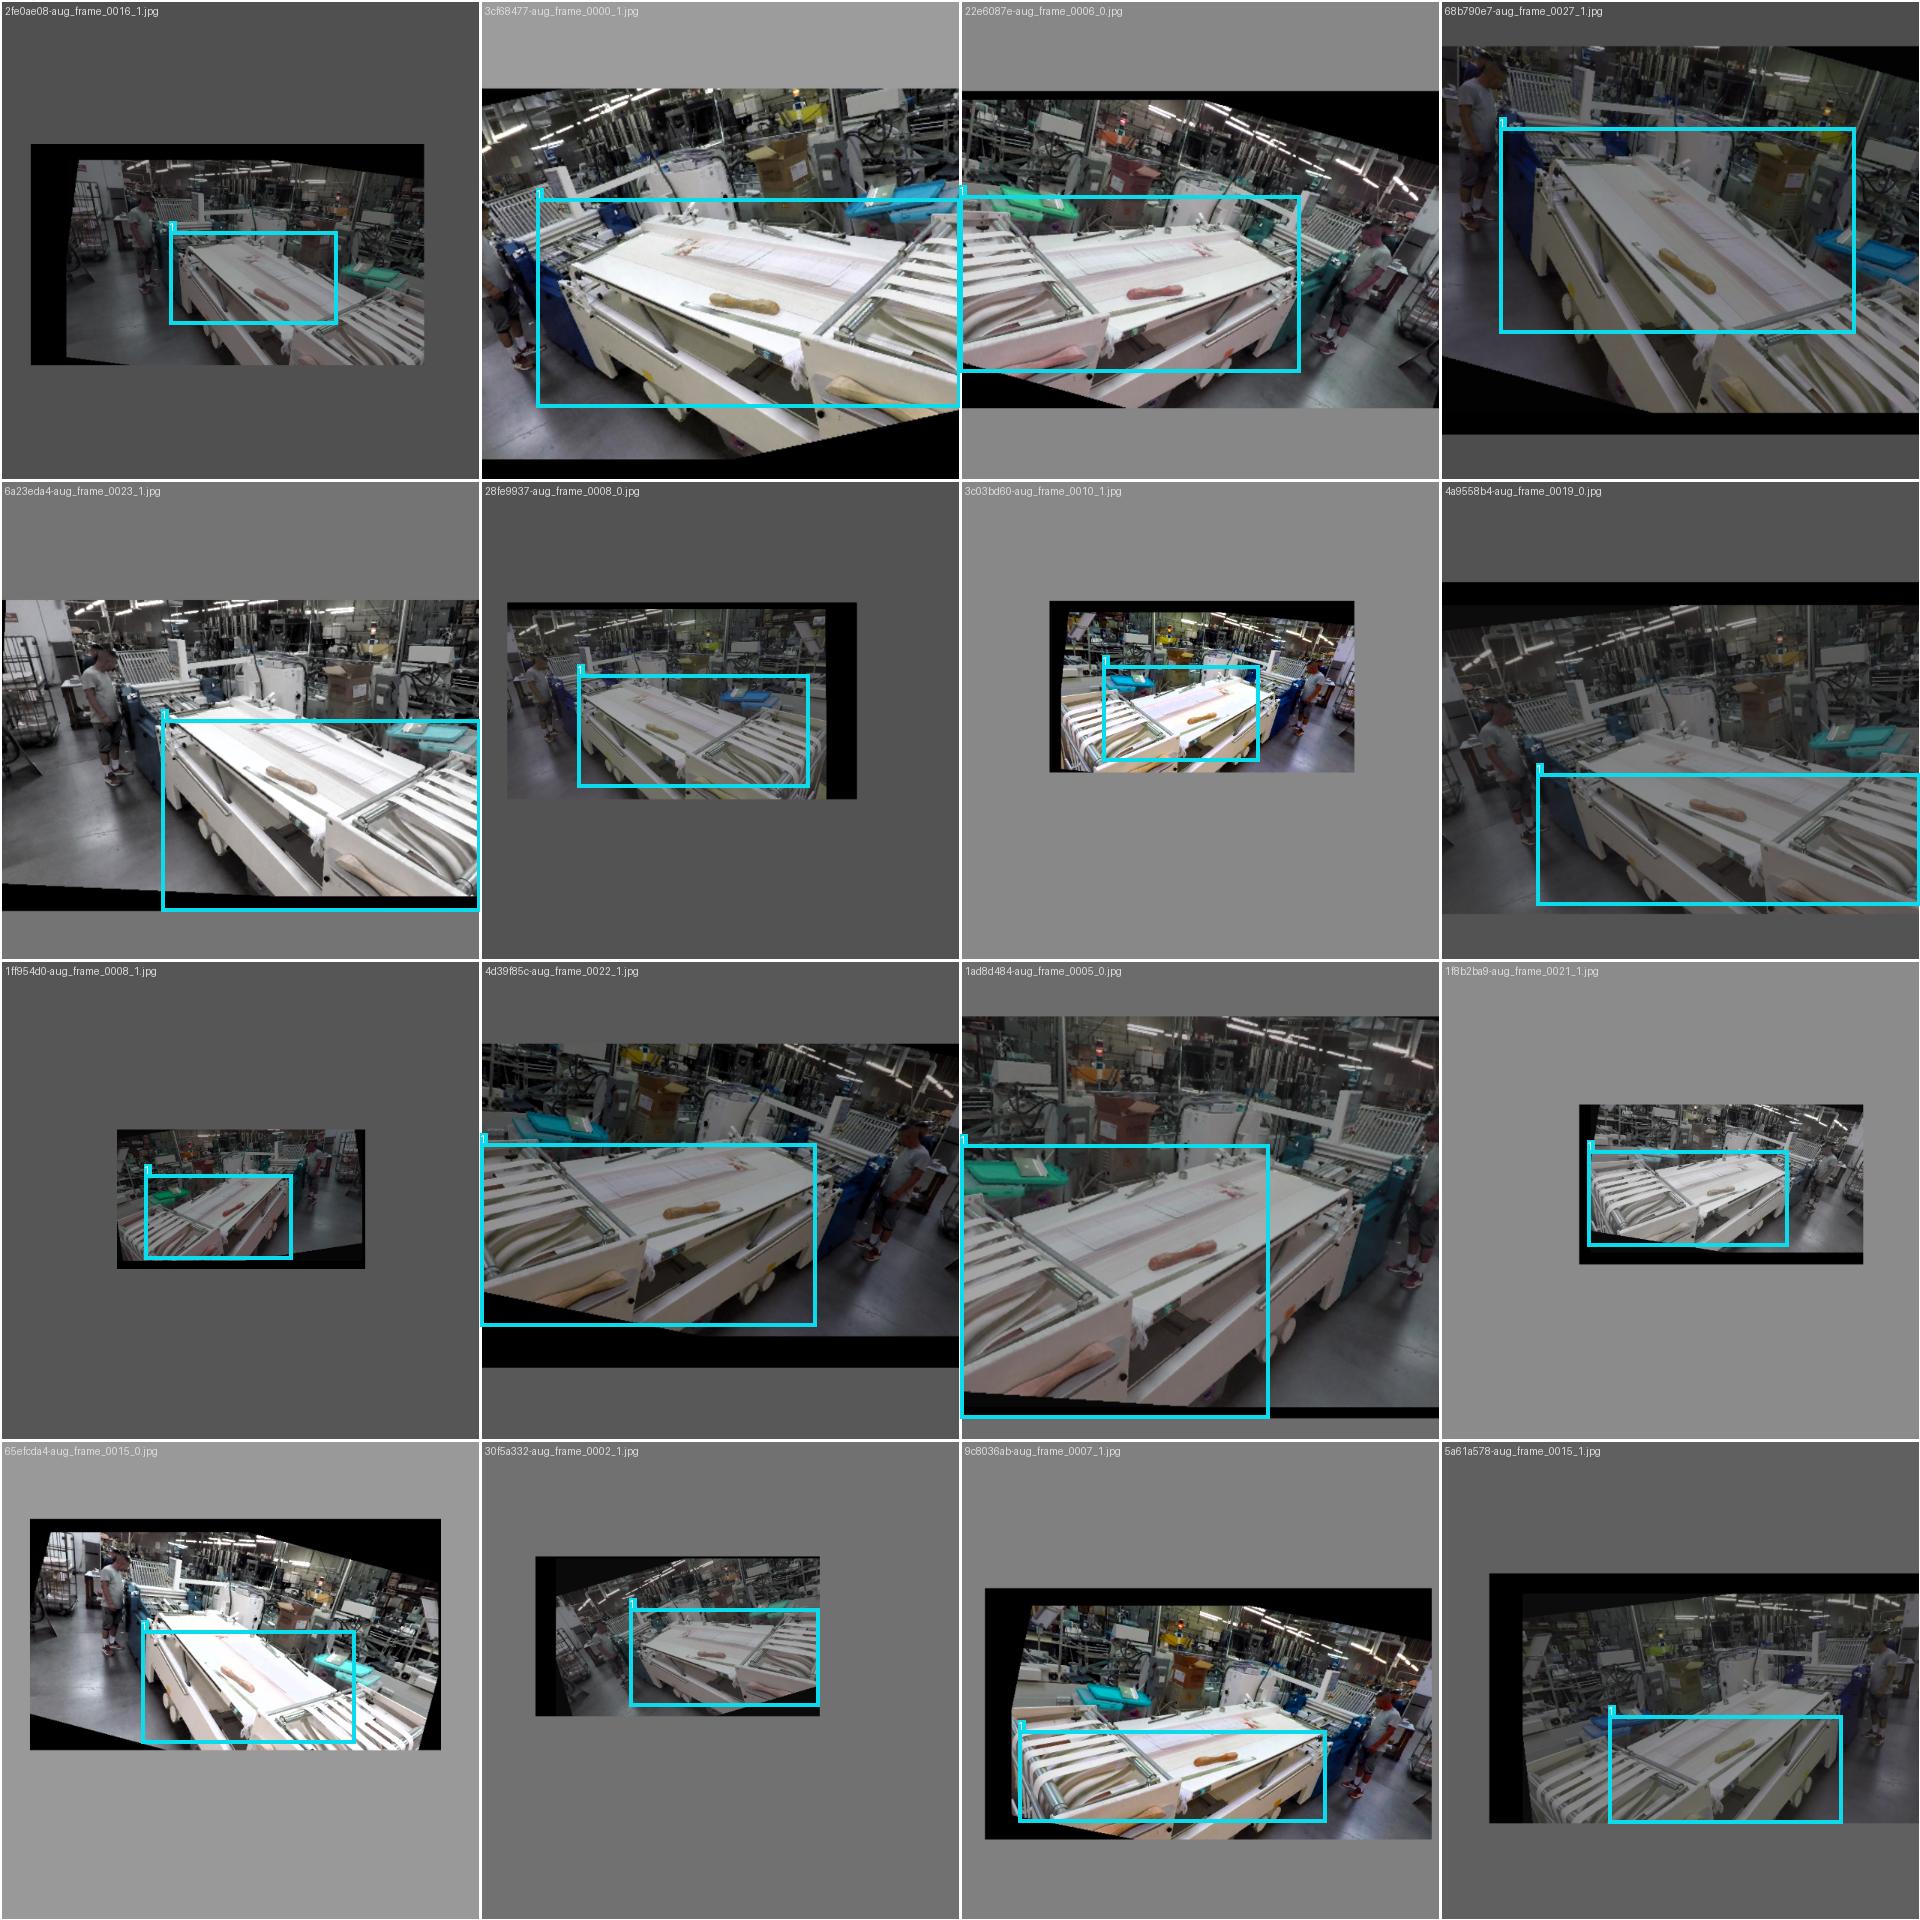 2fe0ae08-aug_frame_0016_1.jpg
3cf68477-aug_frame_0000_1.jpg
22e6087e-aug_frame_0006_0.jpg
68b790e7-aug_frame_0027_1.jpg
1
1
1
1
6a23eda4-aug_frame_0023_1.jpg
28fe9937-aug_frame_0008_0.jpg
3c03bd60-aug_frame_0010_1.jpg
4a9558b4-aug_frame_0019_0.jpg
1
1
1
1
1ff954d0-aug_frame_0008_1.jpg
4d39f85c-aug_frame_0022_1.jpg
1ad8d484-aug_frame_0005_0.jpg
1f8b2ba9-aug_frame_0021_1.jpg
1
1
1
1
65efcda4-aug_frame_0015_0.jpg
30f5a332-aug_frame_0002_1.jpg
9c8036ab-aug_frame_0007_1.jpg
5a61a578-aug_frame_0015_1.jpg
1
1
1
1